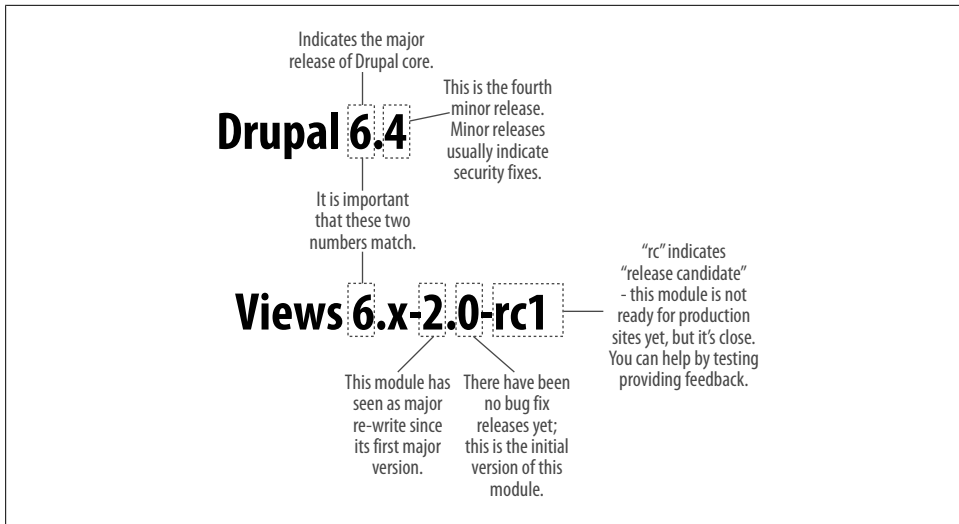 Indicates the major
release of Drupal core.
This is the fourth
minor release.
Minor releases
usually indicate
security fixes.
Drupal 6.4
It is important
that these two
numbers match.
Views 6.x-2.0-rc1
“rc” indicates
“release candidate”
- this module is not
ready for production
sites yet, but it’s close.
You can help by testing
providing feedback.
This module has
seen as major
re-write since
its first major
version.
There have been
no bug fix
releases yet;
this is the initial
version of this
module.